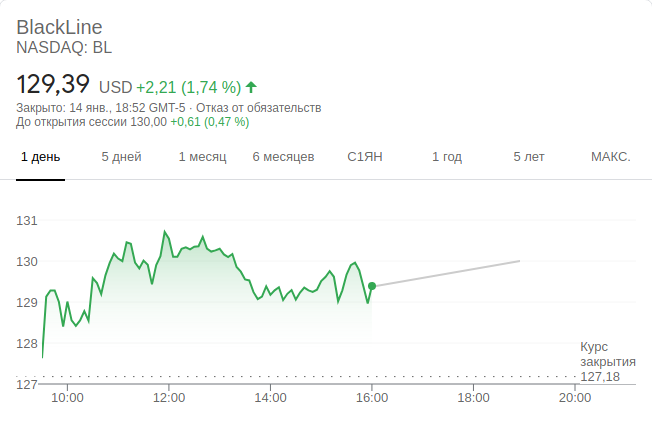 BlackLine
NASDAQ: BL
129,39 USD +2,21 (1,74 %)
Закрыто: 14 янв., 18:52 GMT-5 · Отказ от обязательств
До открытия сессии 130,00 +0,61 (0,47 %)
1 день 5 дней 1 месяц 6 месяцев С1ЯН 1 год 5 лет МАКС.
131
130
129
128
Курс
закрытия
127,18
127
10:00 12:00 14:00 16:00 18:00 20:00